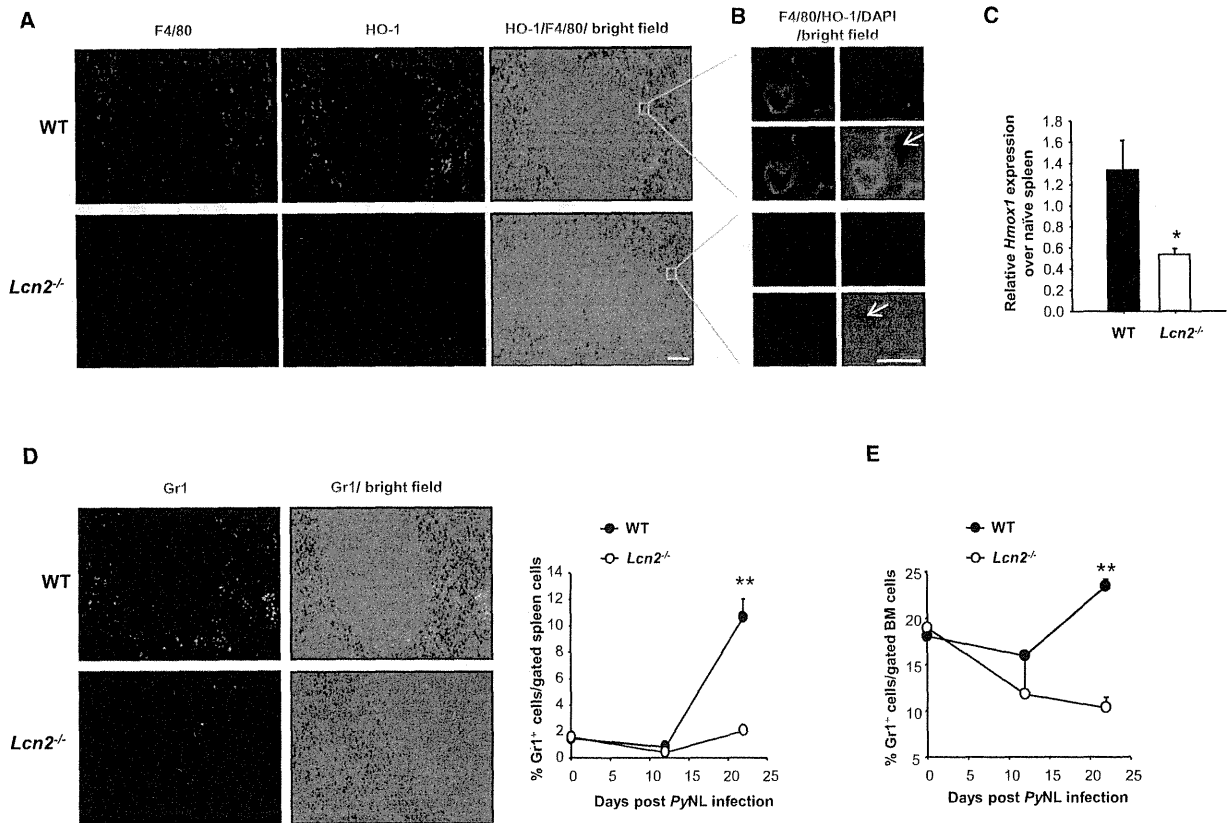 A
F4/80
HO-1
HO-1/F4/80/ bright field
WT
Lcn2-/-
B
F4/80/HO-1/DAPI
/bright field
C
Relative Hmox1 expression
over naïve spleen
1.8
1.6
1.4
1.2
1.0
0.8
0.6
0.4
0.2
0.0
*
WT
Lcn2-/-
D
Gr1
Gr1/ bright field
WT
Lcn2-/-
WT
Lcn2-/-
% Gr1+ cells/gated spleen cells
14
12
10
8
6
4
2
0
**
0
5
10
15
20
25
Days post PyNL infection
E
WT
Lcn2-/-
% Gr1+ cells/gated BM cells
25
20
15
10
5
**
0
5
10
15
20
25
Days post PyNL infection